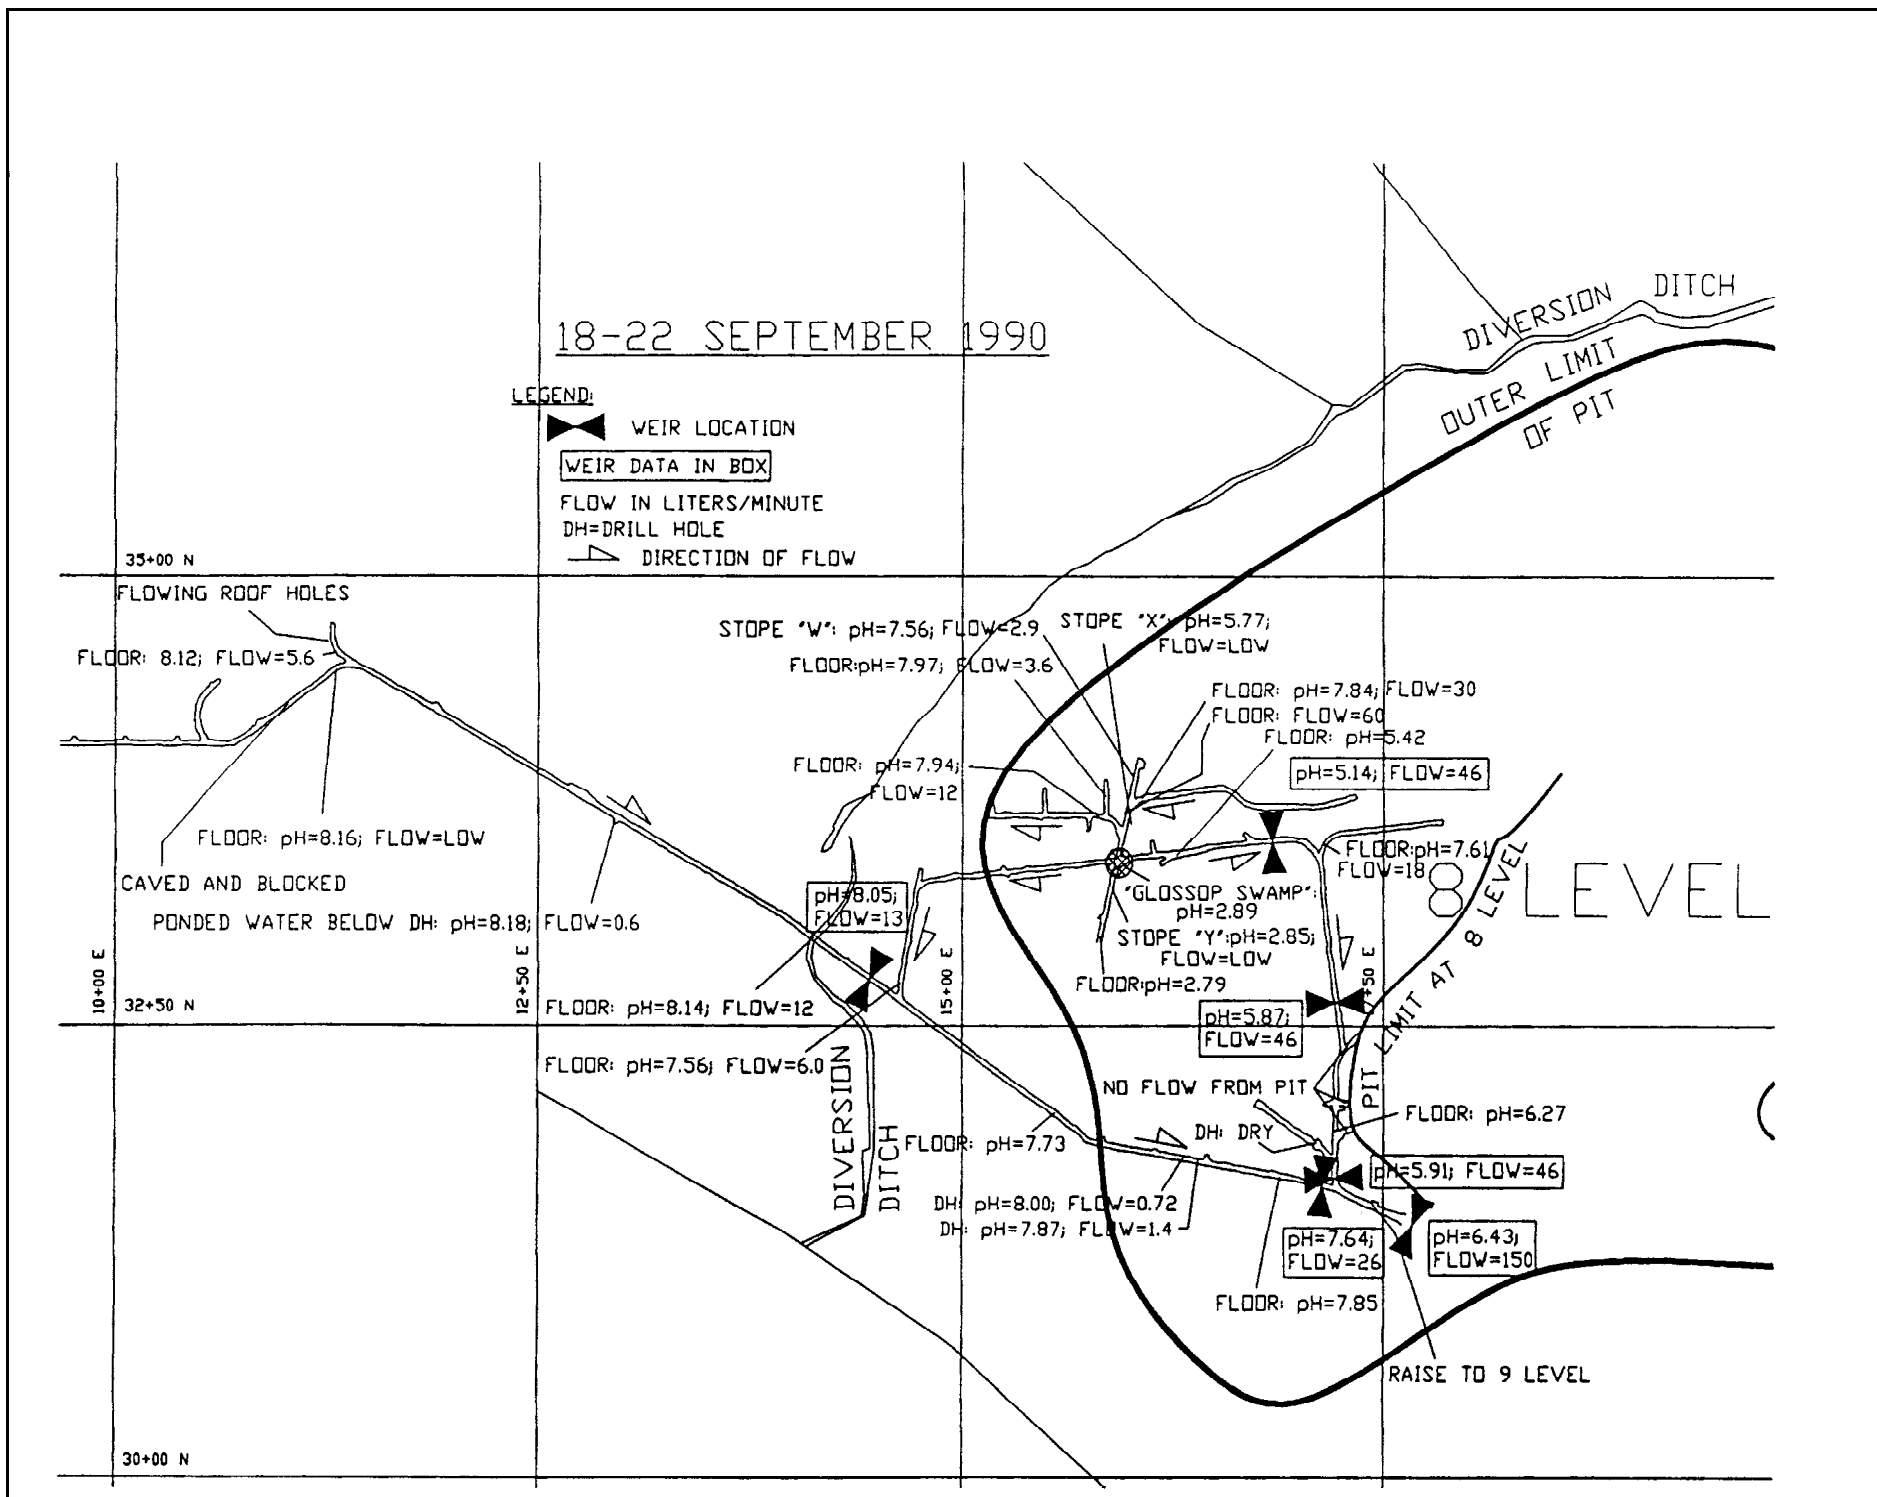 18-22 SEPTEMBER 1990
LEGEND:
WEIR LOCATION
WEIR DATA IN BOX
FLOW IN LITERS/MINUTE
DH=DRILL HOLE
DIRECTION OF FLOW
DIVERSION DITCH
OUTER LIMIT
OF PIT
35+00 N
FLOWING ROOF HOLES
FLOOR: 8.12; FLOW=5.6
STOPE "W": pH=7.56; FLOW=2.9
STOPE "X": pH=5.77;
FLOW=LOW
FLOOR:pH=7.97; FLOW=3.6
FLOOR: pH=7.84; FLOW=30
FLOOR: FLOW=60
FLOOR: pH=5.42
FLOOR: pH=7.94;
FLOW=12
pH=5.14; FLOW=46
FLOOR: pH=8.16; FLOW=LOW
CAVED AND BLOCKED
PONDED WATER BELOW DH: pH=8.18; FLOW=0.6
pH=8.05;
FLOW=13
FLOOR:pH=7.61
FLOW=18
8 LEVEL
"GLOSSOP SWAMP":
pH=2.89
STOPE "Y":pH=2.85;
FLOW=LOW
FLOOR:pH=2.79
10+00 E
12+50 E
15+00 E
+50 E
32+50 N
FLOOR: pH=8.14; FLOW=12
pH=5.87;
FLOW=46
PIT LIMIT AT 8 LEVEL
FLOOR: pH=7.56; FLOW=6.0
DIVERSION
DITCH
NO FLOW FROM PIT
FLOOR: pH=6.27
DH: DRY
FLOOR: pH=7.73
pH=5.91; FLOW=46
DH: pH=8.00; FLOW=0.72
DH: pH=7.87; FLOW=1.4
pH=7.64;
FLOW=26
pH=6.43;
FLOW=150
FLOOR: pH=7.85
RAISE TO 9 LEVEL
30+00 N